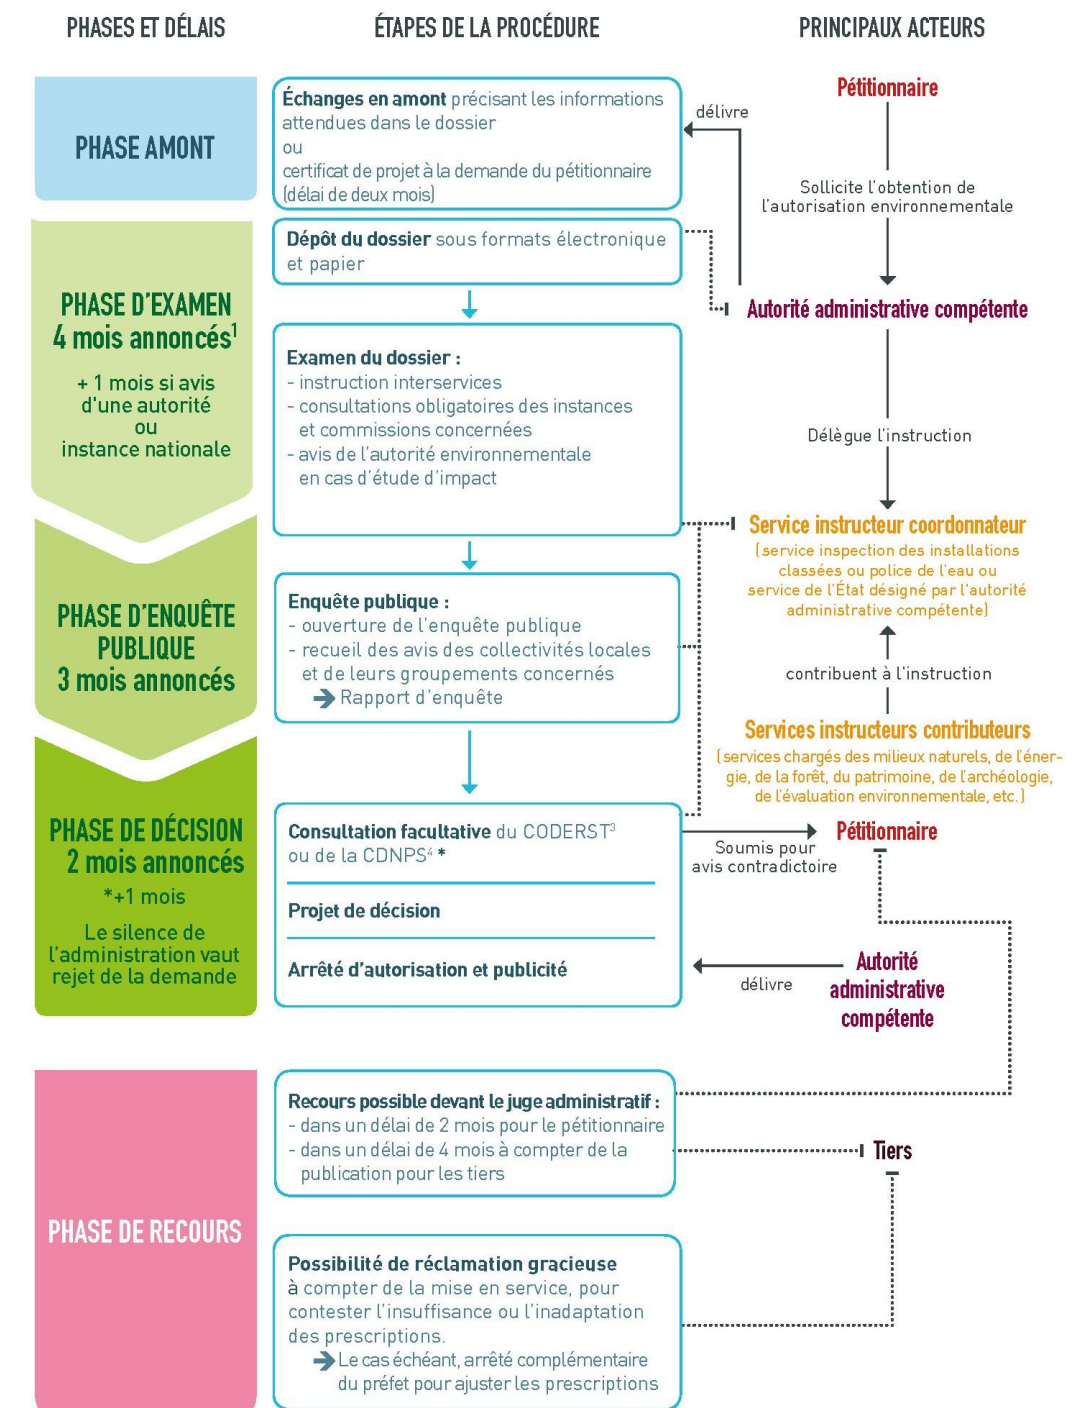 PHASES ET DÉLAIS
ÉTAPES DE LA PROCÉDURE
PRINCIPAUX ACTEURS
PHASE AMONT
Échanges en amont précisant les informations
attendues dans le dossier
ou
certificat de projet à la demande du pétitionnaire
(délai de deux mois)
délivre
Pétitionnaire
Sollicite l'obtention de
l'autorisation environnementale
PHASE D'EXAMEN
4 mois annoncés¹
+ 1 mois si avis
d'une autorité
ou
instance nationale
Dépôt du dossier sous formats électronique
et papier
Autorité administrative compétente
Examen du dossier :
- instruction interservices
- consultations obligatoires des instances
et commissions concernées
- avis de l'autorité environnementale
en cas d'étude d'impact
Délègue l'instruction
Service instructeur coordonnateur
(service inspection des installations
classées ou police de l'eau ou
service de l'État désigné par l'autorité
administrative compétente)
PHASE D'ENQUÊTE
PUBLIQUE
3 mois annoncés
Enquête publique :
- ouverture de l'enquête publique
- recueil des avis des collectivités locales
et de leurs groupements concernés
➔ Rapport d'enquête
contribuent à l'instruction
Services instructeurs contributeurs
(services chargés des milieux naturels, de l'éner-
gie, de la forêt, du patrimoine, de l'archéologie,
de l'évaluation environnementale, etc.)
PHASE DE DÉCISION
2 mois annoncés
*+1 mois
Le silence de
l'administration vaut
rejet de la demande
Consultation facultative du CODERST³
ou de la CDNPS⁴ *
Projet de décision
Arrêté d'autorisation et publicité
Soumis pour
avis contradictoire
Pétitionnaire
délivre
Autorité
administrative
compétente
PHASE DE RECOURS
Recours possible devant le juge administratif :
- dans un délai de 2 mois pour le pétitionnaire
- dans un délai de 4 mois à compter de la
publication pour les tiers
Tiers
Possibilité de réclamation gracieuse
à compter de la mise en service, pour
contester l'insuffisance ou l'inadaptation
des prescriptions.
➔ Le cas échéant, arrêté complémentaire
du préfet pour ajuster les prescriptions